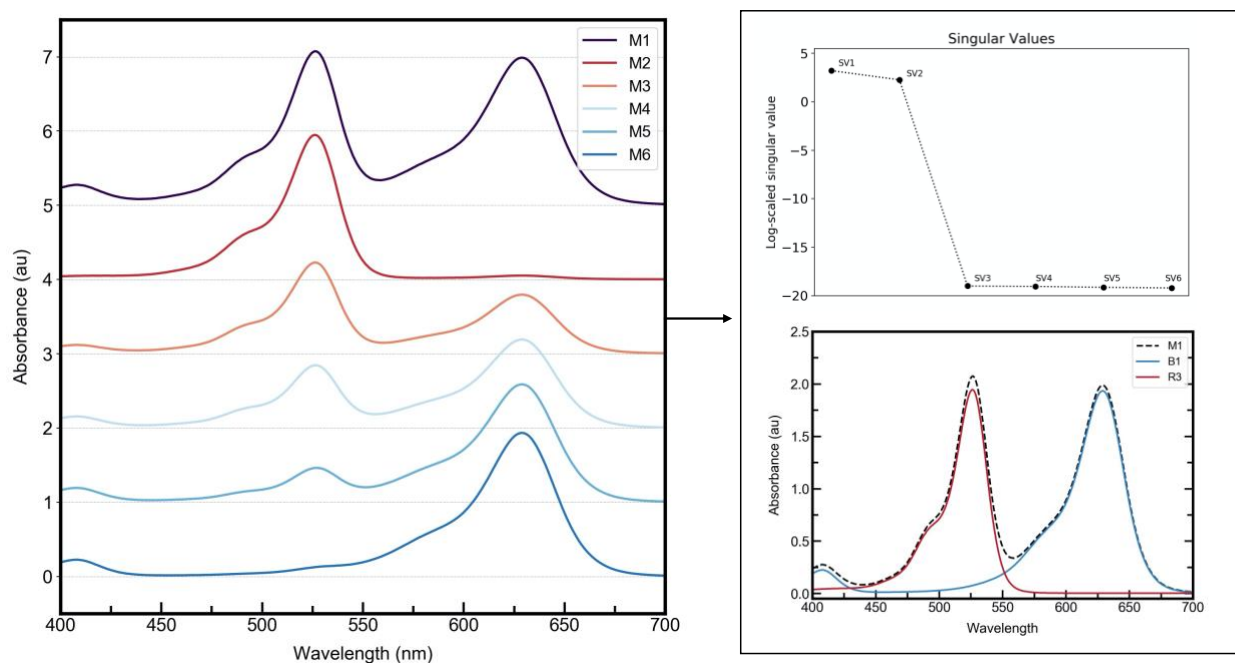 7
6
5
4
3
2
1
0
Absorbance (au)
400
450
500
550
600
650
700
Wavelength (nm)
M1
M2
M3
M4
M5
M6
Singular Values
5
0
−5
−10
−15
−20
Log-scaled singular value
SV1
SV2
SV3
SV4
SV5
SV6
2.5
2.0
1.5
1.0
0.5
0.0
Absorbance (au)
400
450
500
550
600
650
700
Wavelength
M1
B1
R3